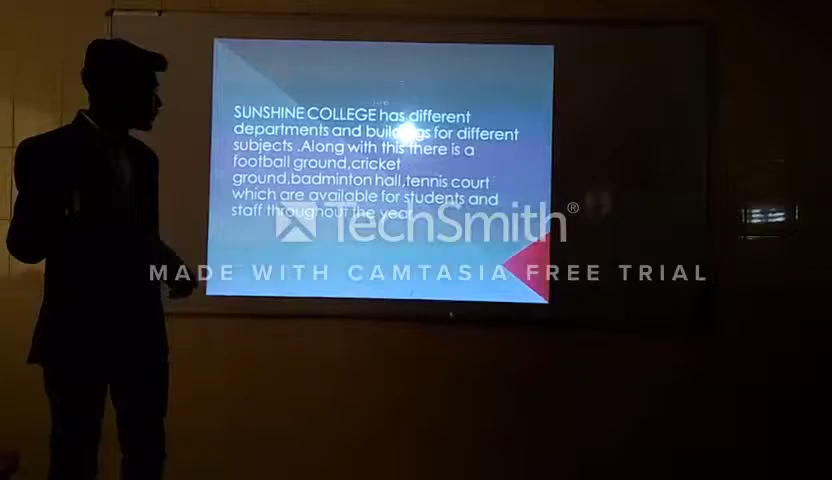 SUNSHINE COLLEGE has different
departments and buildings for different
subjects .Along with this there is a
football ground,cricket
ground,badminton hall,tennis court
which are available for students and
staff throughout the year.
TechSmith®
MADE WITH CAMTASIA FREE TRIAL